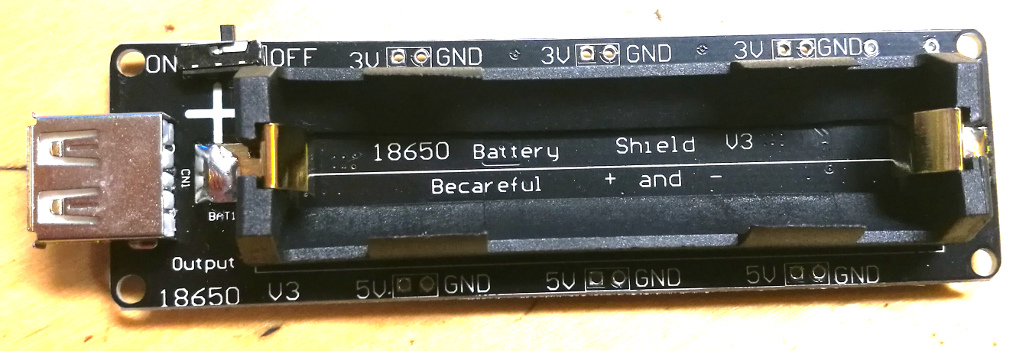 ON OFF 3V GND 3V GND 3V GND
18650 Battery Shield V3
Becareful + and -
CN1
BAT1
Output
18650 V3 5V GND 5V GND 5V GND